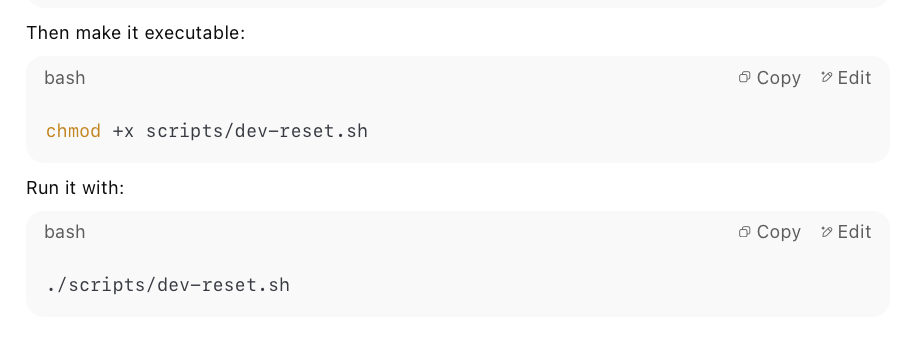 Then make it executable:
bash Copy Edit
chmod +x scripts/dev-reset.sh
Run it with:
bash Copy Edit
./scripts/dev-reset.sh